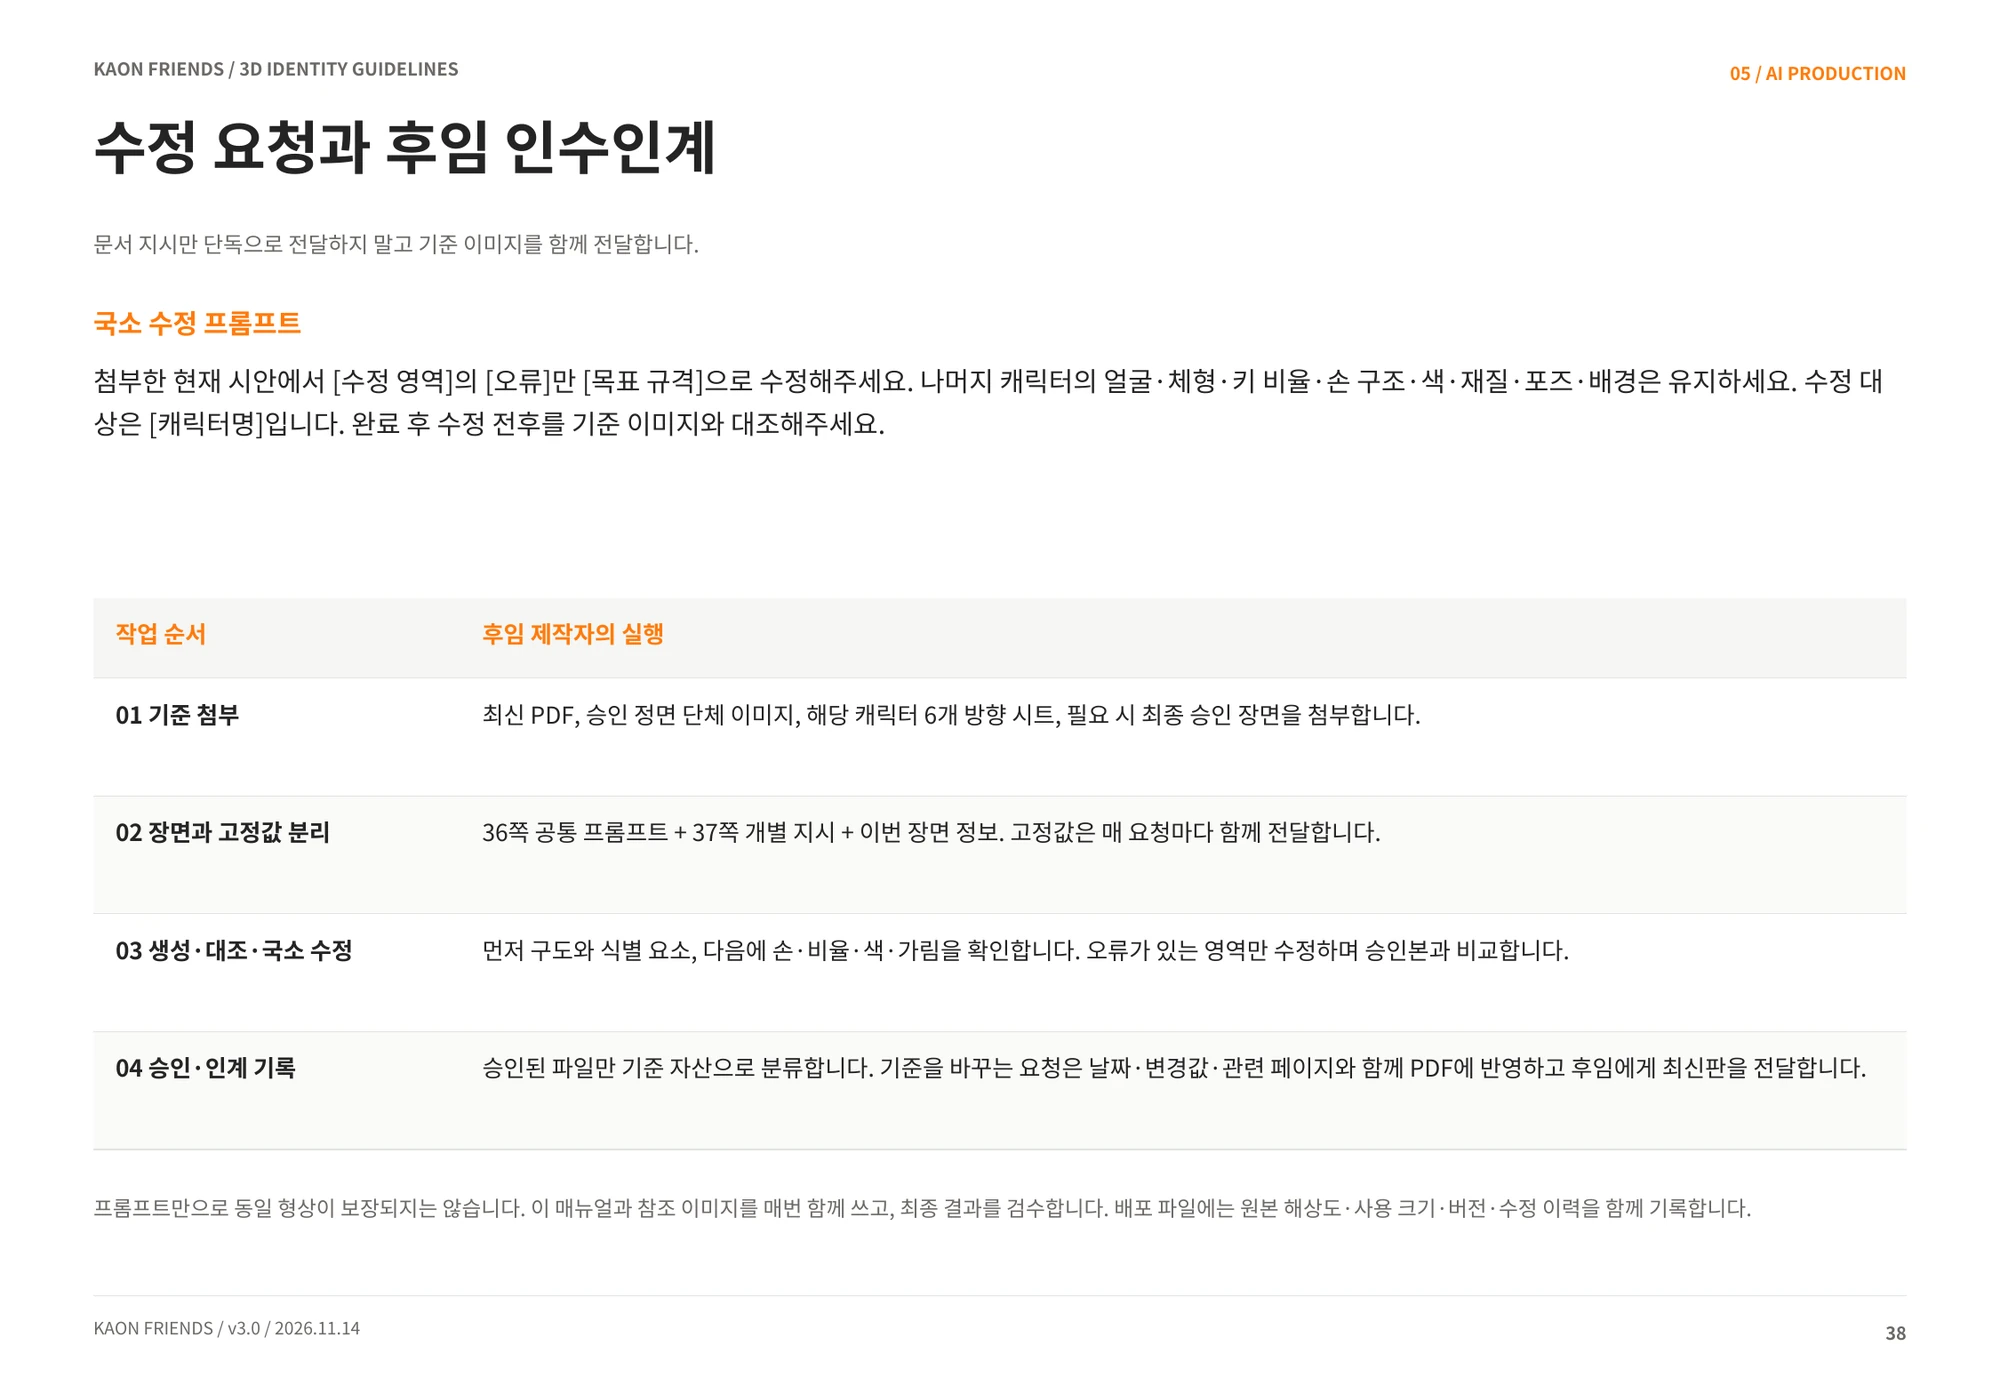 KAON FRIENDS / 3D IDENTITY GUIDELINES
05 / AI PRODUCTION
수정 요청과 후임 인수인계
문서 지시만 단독으로 전달하지 말고 기준 이미지를 함께 전달합니다.
국소 수정 프롬프트
첨부한 현재 시안에서 [수정 영역]의 [오류]만 [목표 규격]으로 수정해주세요. 나머지 캐릭터의 얼굴·체형·키 비율·손 구조·색·재질·포즈·배경은 유지하세요. 수정 대
상은 [캐릭터명]입니다. 완료 후 수정 전후를 기준 이미지와 대조해주세요.
작업 순서 후임 제작자의 실행
01 기준 첨부 최신 PDF, 승인 정면 단체 이미지, 해당 캐릭터 6개 방향 시트, 필요 시 최종 승인 장면을 첨부합니다.
02 장면과 고정값 분리 36쪽 공통 프롬프트 + 37쪽 개별 지시 + 이번 장면 정보. 고정값은 매 요청마다 함께 전달합니다.
03 생성·대조·국소 수정 먼저 구도와 식별 요소, 다음에 손·비율·색·가림을 확인합니다. 오류가 있는 영역만 수정하며 승인본과 비교합니다.
04 승인·인계 기록 승인된 파일만 기준 자산으로 분류합니다. 기준을 바꾸는 요청은 날짜·변경값·관련 페이지와 함께 PDF에 반영하고 후임에게 최신판을 전달합니다.
프롬프트만으로 동일 형상이 보장되지는 않습니다. 이 매뉴얼과 참조 이미지를 매번 함께 쓰고, 최종 결과를 검수합니다. 배포 파일에는 원본 해상도·사용 크기·버전·수정 이력을 함께 기록합니다.
KAON FRIENDS / v3.0 / 2026.11.14
38